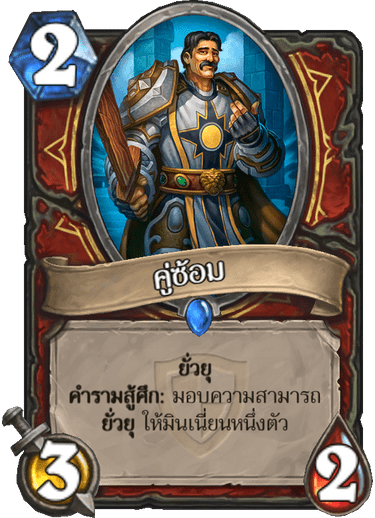 2
คู่ซ้อม
ยั่วยุ
คำรามสู้ศึก: มอบความสามารถ
ยั่วยุ ให้มินเนี่ยนหนึ่งตัว
3
2